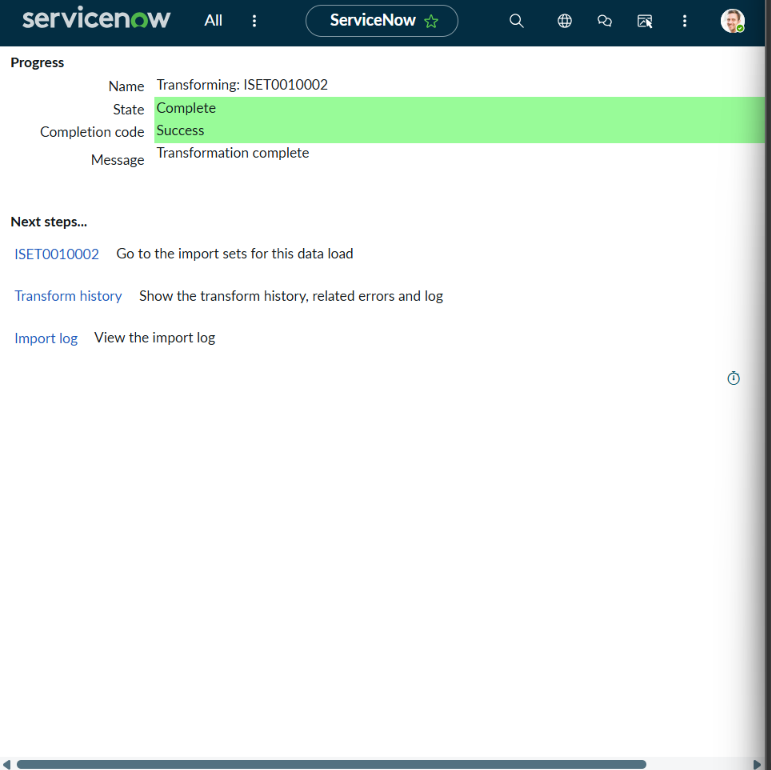 servicenow All ServiceNow
Progress
Name Transforming: ISET0010002
State Complete
Completion code Success
Message Transformation complete
Next steps...
ISET0010002 Go to the import sets for this data load
Transform history Show the transform history, related errors and log
Import log View the import log